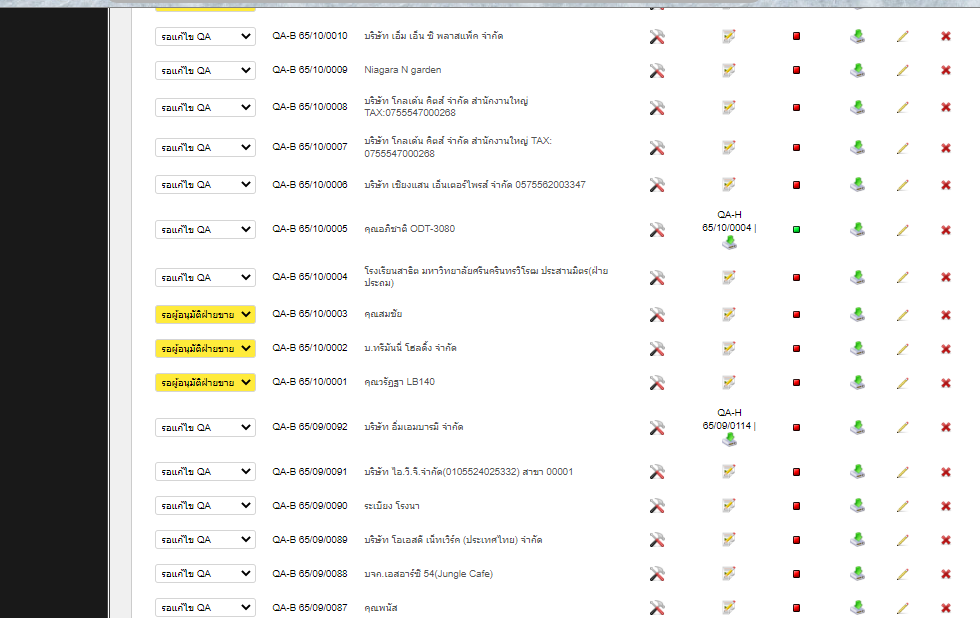 รอแก้ไข QA QA-B 65/10/0010 บริษัท เอ็ม เอ็น ซี พลาสแพ็ค จำกัด
รอแก้ไข QA QA-B 65/10/0009 Niagara N garden
รอแก้ไข QA QA-B 65/10/0008 บริษัท โกลเด้น คิตส์ จำกัด สำนักงานใหญ่
TAX:0755547000268
รอแก้ไข QA QA-B 65/10/0007 บริษัท โกลเด้น คิตส์ จำกัด สำนักงานใหญ่ TAX:
0755547000268
รอแก้ไข QA QA-B 65/10/0006 บริษัท เชียงแสน เอ็นเตอร์ไพรส์ จำกัด 0575562003347
รอแก้ไข QA QA-B 65/10/0005 คุณอภิชาติ ODT-3080
QA-H
65/10/0004 |
รอแก้ไข QA QA-B 65/10/0004 โรงเรียนสาธิต มหาวิทยาลัยศรีนครินทรวิโรฒ ประสานมิตร(ฝ่าย
ประถม)
รอผู้อนุมัติฝ่ายขาย QA-B 65/10/0003 คุณสมชัย
รอผู้อนุมัติฝ่ายขาย QA-B 65/10/0002 บ.ทรีมันนี่ โฮลดิ้ง จำกัด
รอผู้อนุมัติฝ่ายขาย QA-B 65/10/0001 คุณวรัฏฐา LB140
รอแก้ไข QA QA-B 65/09/0092 บริษัท อิ่มเอมบารมี จำกัด
QA-H
65/09/0114 |
รอแก้ไข QA QA-B 65/09/0091 บริษัท ไอ.วี.จี.จำกัด(0105524025332) สาขา 00001
รอแก้ไข QA QA-B 65/09/0090 ระเบียง โรงนา
รอแก้ไข QA QA-B 65/09/0089 บริษัท โอเอสดี เน็ทเวิร์ค (ประเทศไทย) จำกัด
รอแก้ไข QA QA-B 65/09/0088 บจก.เอสอาร์ซี 54(Jungle Cafe)
รอแก้ไข QA QA-B 65/09/0087 คุณพนัส